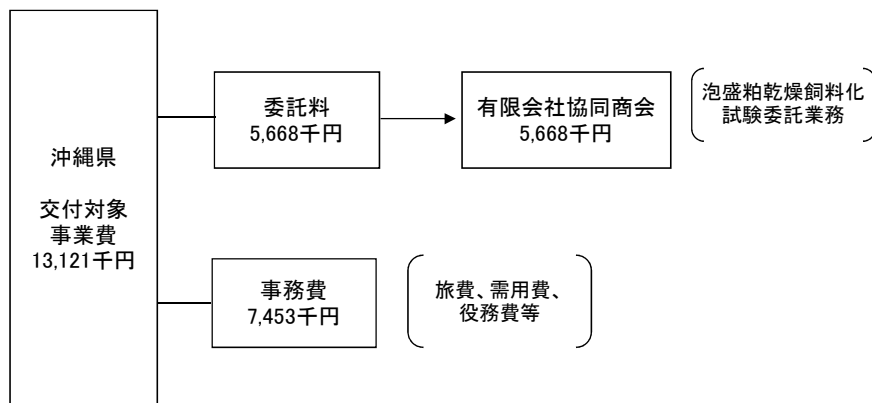 沖縄県
交付対象
事業費
13,121千円
委託料
5,668千円
有限会社協同商会
5,668千円
泡盛粕乾燥飼料化
試験委託業務
事務費
7,453千円
旅費、需用費、
役務費等